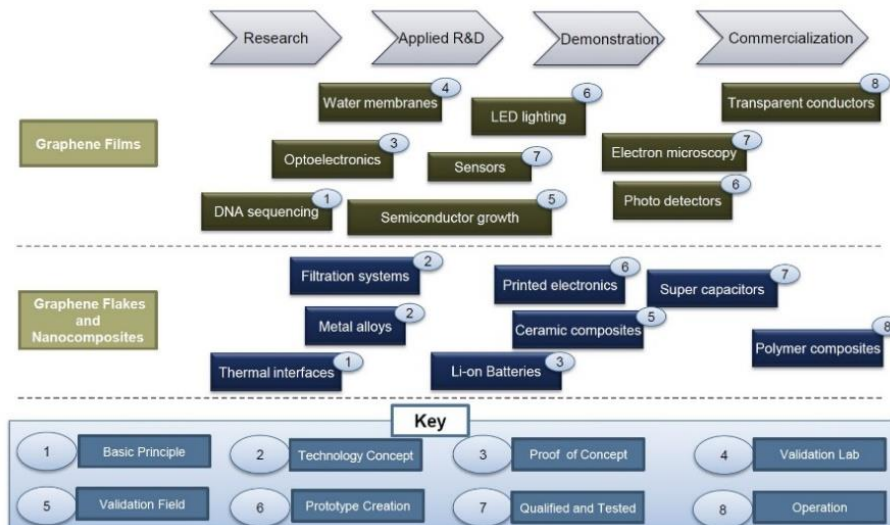 Research
Applied R&D
Demonstration
Commercialization
Graphene Films
Water membranes 4
LED lighting 6
Transparent conductors 8
Optoelectronics 3
Sensors 7
Electron microscopy 7
DNA sequencing 1
Semiconductor growth 5
Photo detectors 6
Graphene Flakes
and
Nanocomposites
Filtration systems 2
Printed electronics 6
Super capacitors 7
Metal alloys 2
Ceramic composites 5
Polymer composites 8
Thermal interfaces 1
Li-on Batteries 3
Key
1 Basic Principle
2 Technology Concept
3 Proof of Concept
4 Validation Lab
5 Validation Field
6 Prototype Creation
7 Qualified and Tested
8 Operation